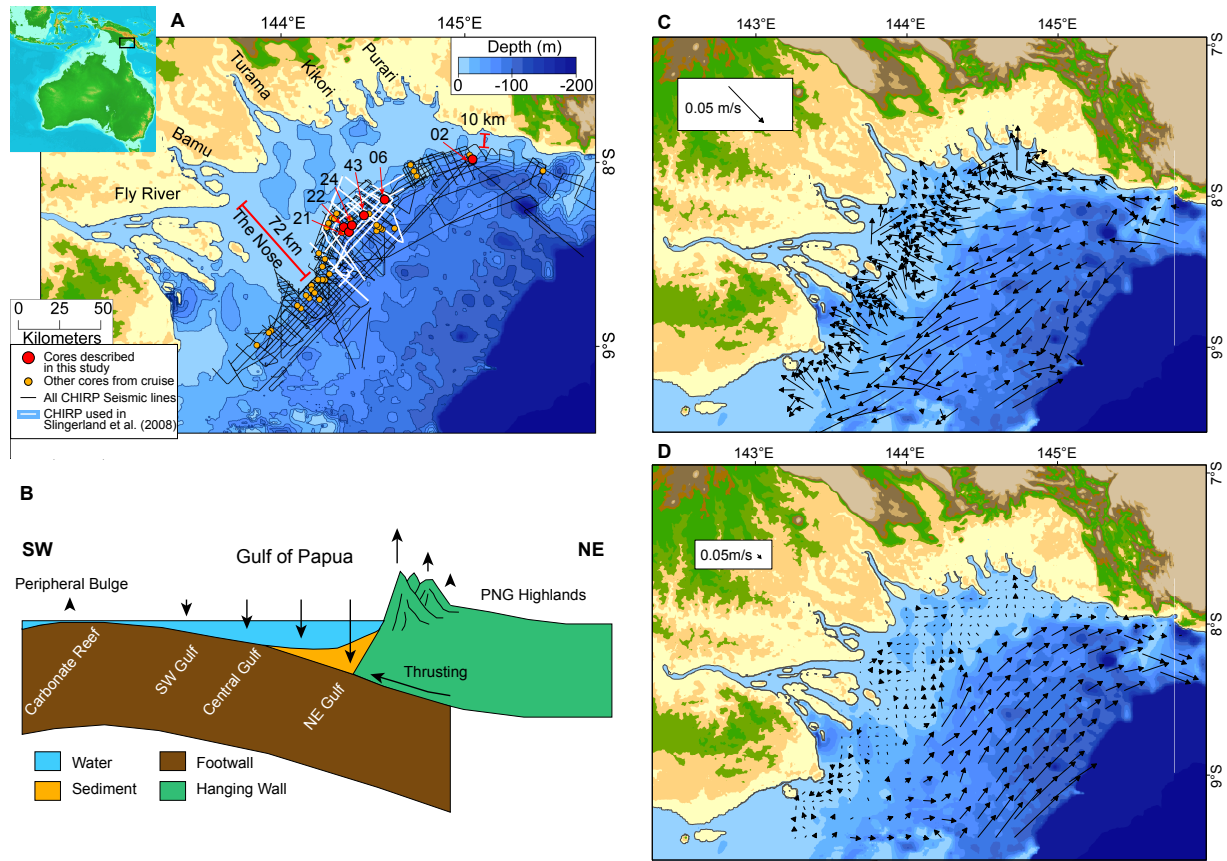 A
144°E
145°E
Depth (m)
0
-100
-200
Turama
Kikori
Purari
Bamu
Fly River
10 km
02
06
43
24
22
21
72 km
The Nose
8°S
9°S
0
25
50
Kilometers
Cores described
in this study
Other cores from cruise
All CHIRP Seismic lines
CHIRP used in
Slingerland et al. (2008)
B
SW
Gulf of Papua
NE
Peripheral Bulge
PNG Highlands
Carbonate Reef
SW Gulf
Central Gulf
NE Gulf
Thrusting
Water
Footwall
Sediment
Hanging Wall
C
143°E
144°E
145°E
7°S
0.05 m/s
8°S
9°S
D
143°E
144°E
145°E
7°S
0.05m/s
8°S
9°S